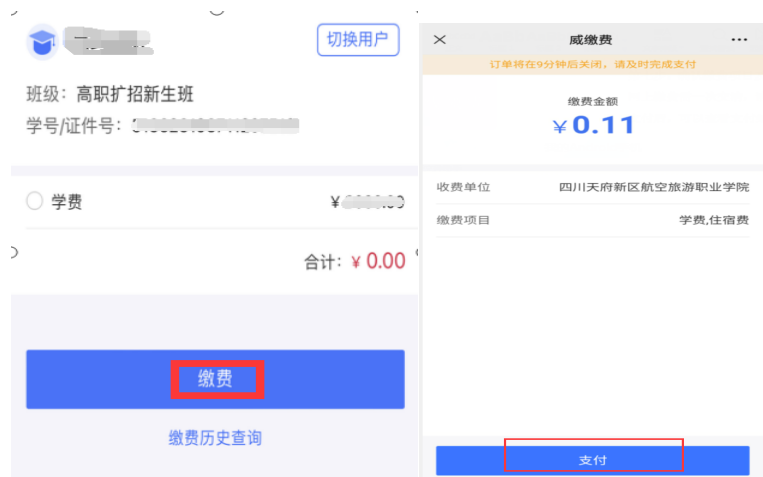 切换用户
班级：高职扩招新生班
学号/证件号：
学费
¥
合计：¥ 0.00
缴费
缴费历史查询
威缴费
订单将在9分钟后关闭，请及时完成支付
缴费金额
¥ 0.11
收费单位 四川天府新区航空旅游职业学院
缴费项目 学费,住宿费
支付